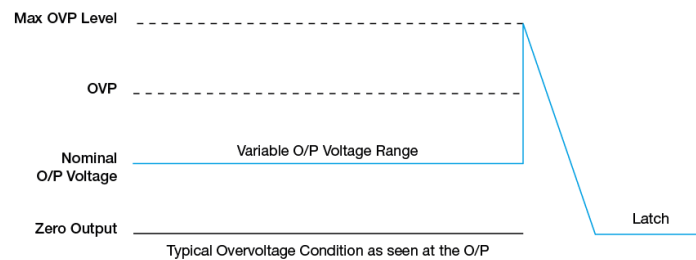 Max OVP Level
OVP
Variable O/P Voltage Range
Nominal
O/P Voltage
Latch
Zero Output
Typical Overvoltage Condition as seen at the O/P